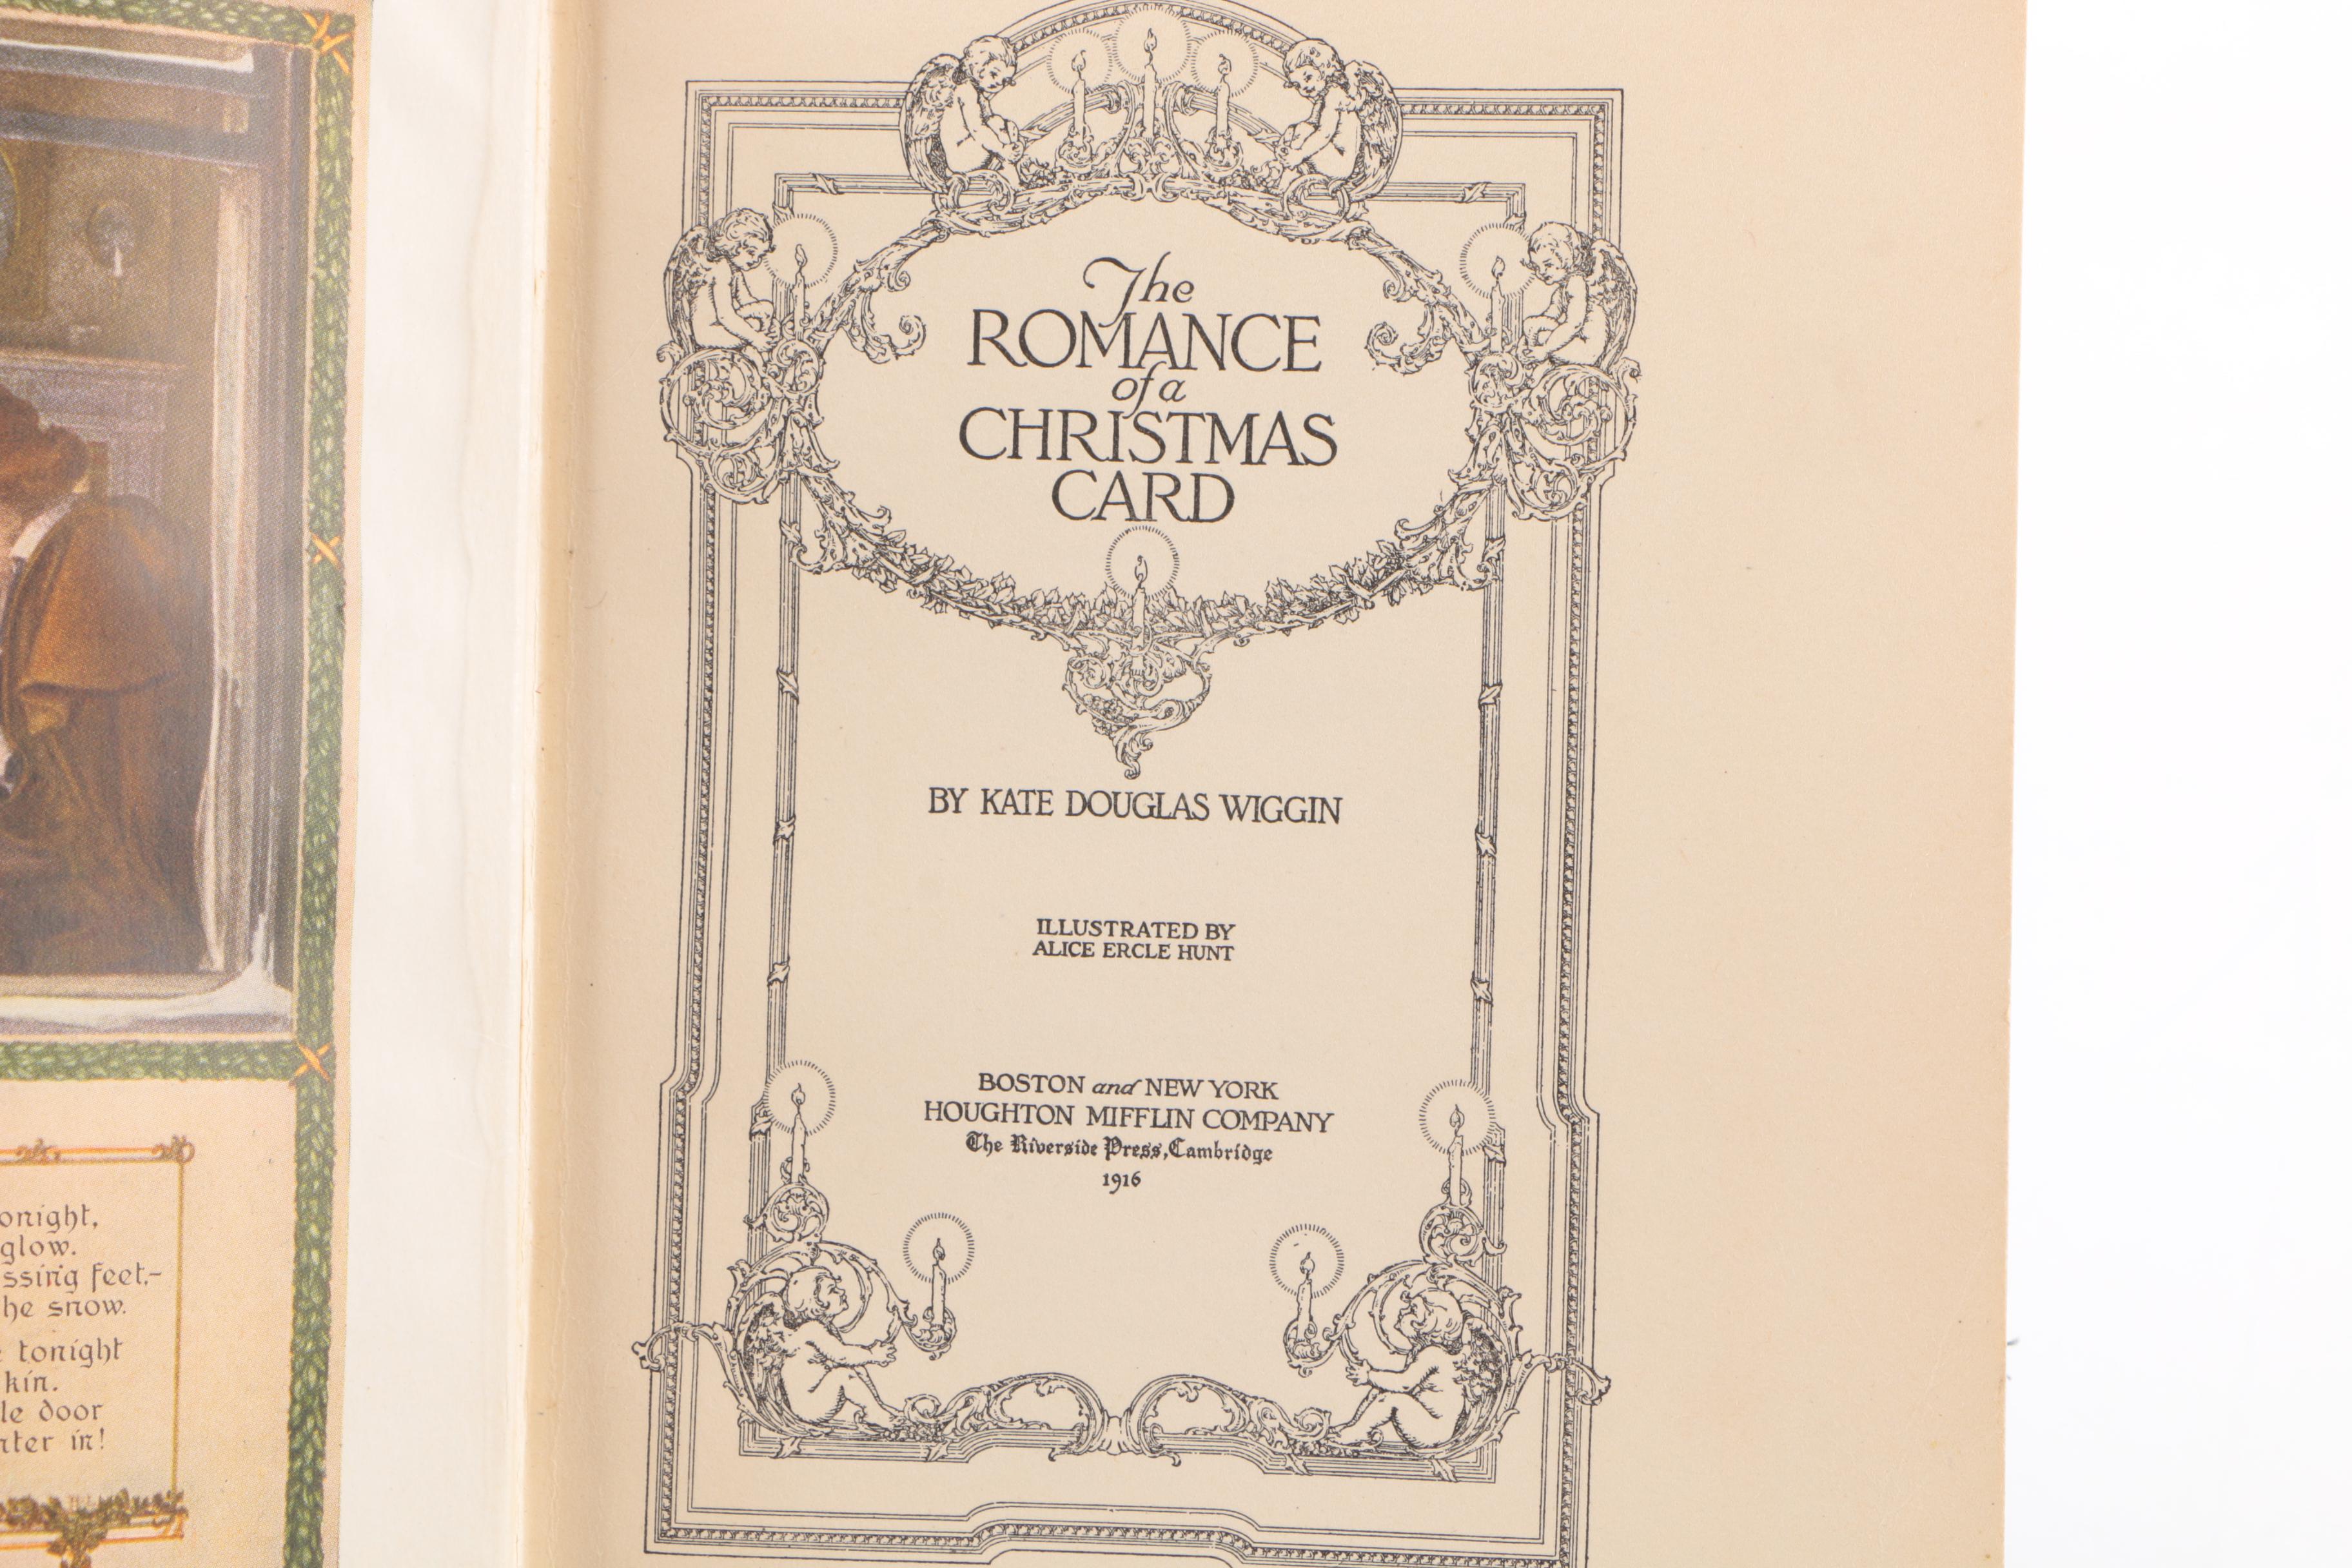 onight,
glow.
ssing feet,-
he snow.
tonight
kin.
le door
nter in!
The
ROMANCE
of a
CHRISTMAS
CARD
BY KATE DOUGLAS WIGGIN
ILLUSTRATED BY
ALICE ERCLE HUNT
BOSTON and NEW YORK
HOUGHTON MIFFLIN COMPANY
The Riverside Press, Cambridge
1916